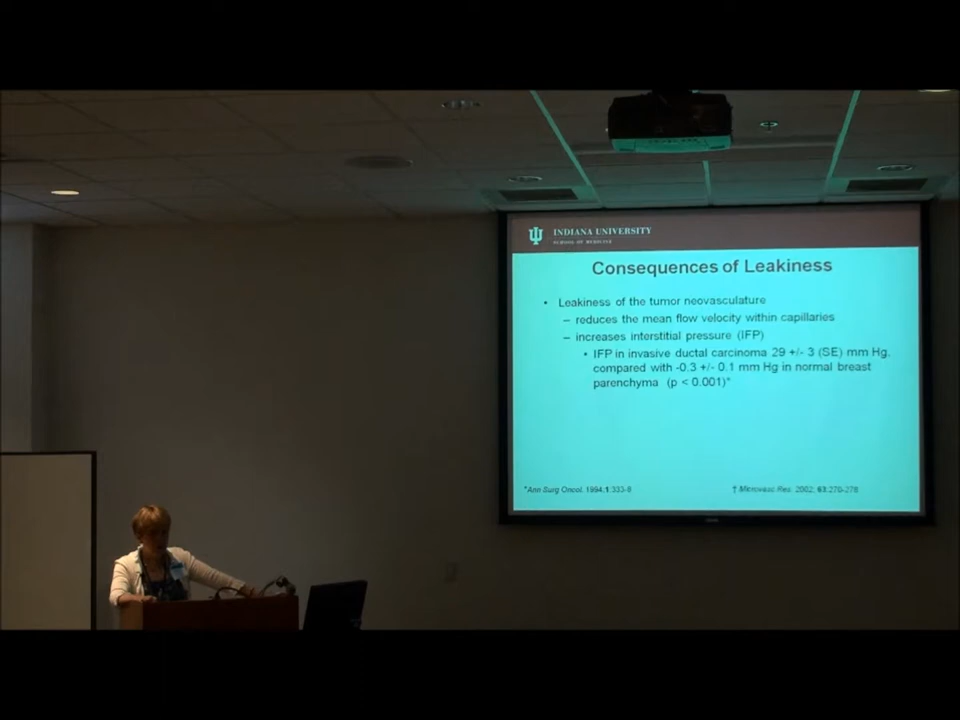 INDIANA UNIVERSITY
SCHOOL OF MEDICINE
Consequences of Leakiness
• Leakiness of the tumor neovasculature
– reduces the mean flow velocity within capillaries
– increases interstitial pressure (IFP)
• IFP in invasive ductal carcinoma 29 +/- 3 (SE) mm Hg.
compared with -0.3 +/- 0.1 mm Hg in normal breast
parenchyma (p < 0.001)*
*Ann Surg Oncol. 1994;1:333-8
† Microvasc Res. 2002; 63:270-278